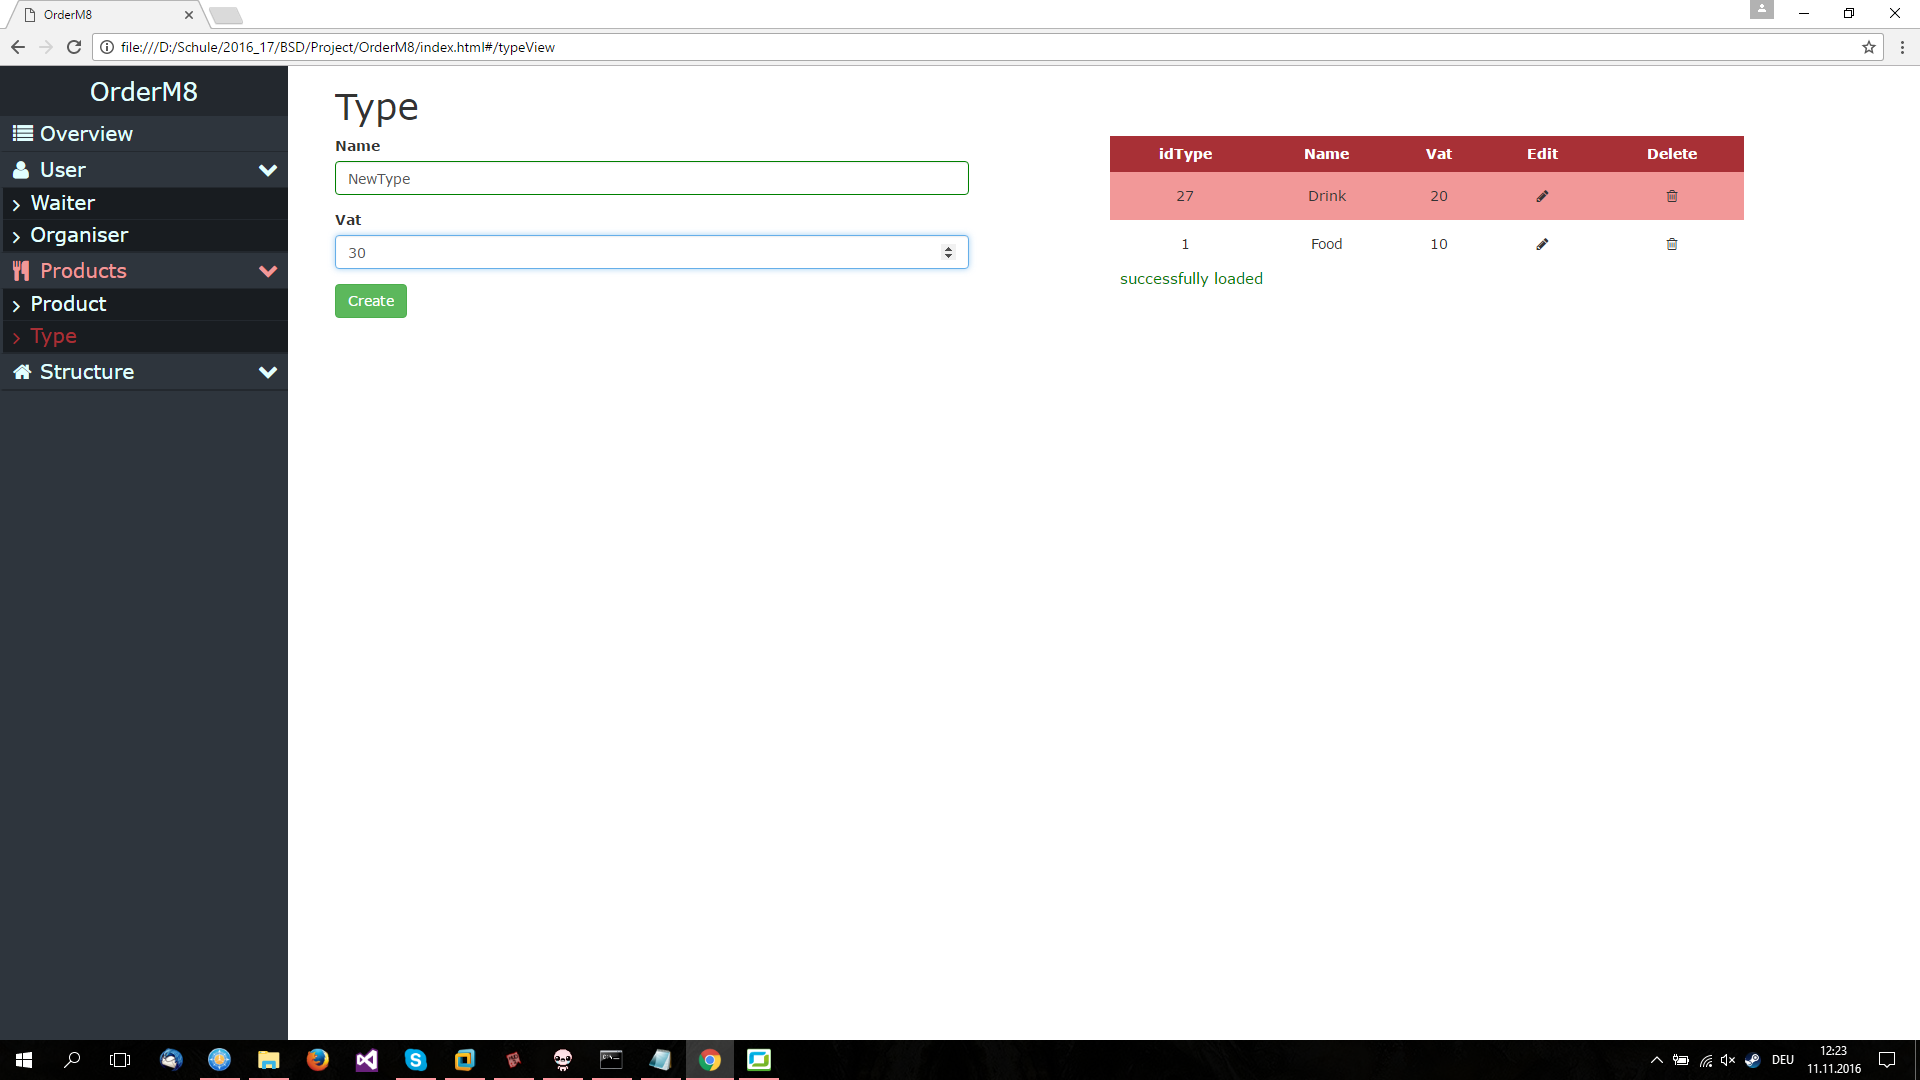 OrderM8
file:///D:/Schule/2016_17/BSD/Project/OrderM8/index.html#/typeView
OrderM8
Overview
User
Waiter
Organiser
Products
Product
Type
Structure
Type
Name
NewType
Vat
30
Create
idType Name Vat Edit Delete
27 Drink 20
1 Food 10
successfully loaded
DEU
12:23
11.11.2016